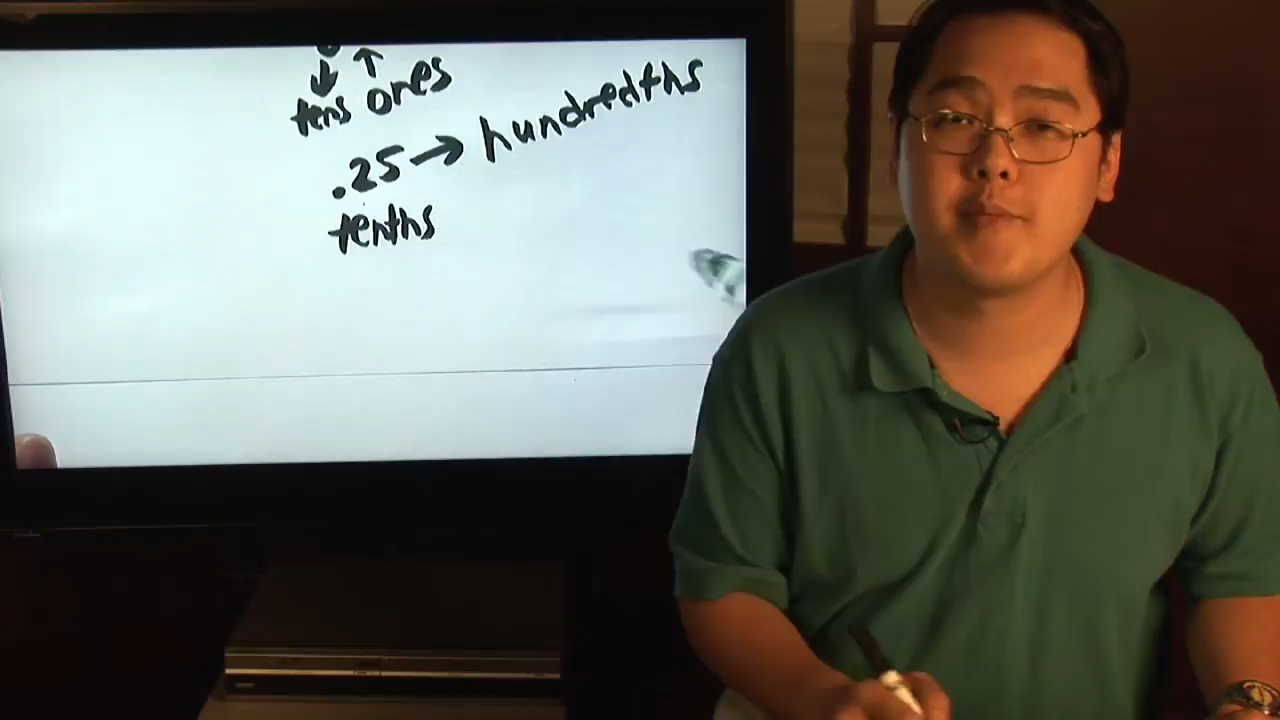 tens ones
.25 → hundredths
tenths